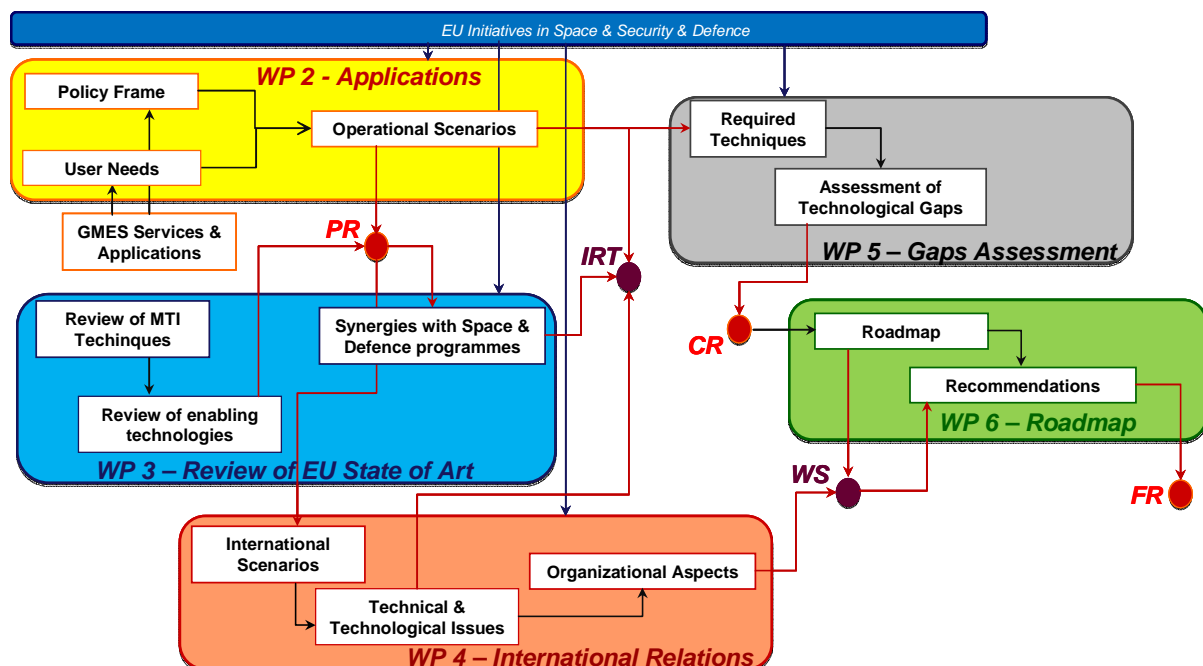 EU Initiatives in Space & Security & Defence
WP 2 - Applications
Policy Frame
Operational Scenarios
User Needs
GMES Services &
Applications
Required
Techniques
Assessment of
Technological Gaps
WP 5 – Gaps Assessment
PR
IRT
Review of MTI
Techinques
Synergies with Space &
Defence programmes
Review of enabling
technologies
WP 3 – Review of EU State of Art
CR
Roadmap
Recommendations
WP 6 – Roadmap
WS
FR
International
Scenarios
Organizational Aspects
Technical &
Technological Issues
WP 4 – International Relations